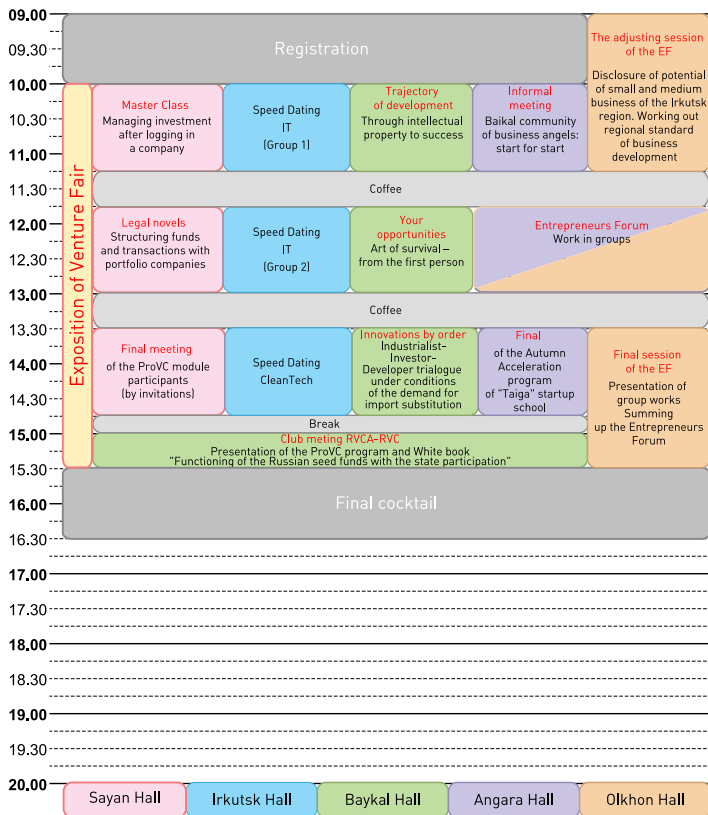 09.00
09.30
10.00
10.30
11.00
11.30
12.00
12.30
13.00
13.30
14.00
14.30
15.00
15.30
16.00
16.30
17.00
17.30
18.00
18.30
19.00
19.30
20.00
Registration
The adjusting session
of the EF
Disclosure of potential
of small and medium
business of the Irkutsk
region. Working out
regional standard
of business
development
Exposition of Venture Fair
Master Class
Managing investment
after logging in
a company
Speed Dating
IT
(Group 1)
Trajectory
of development
Through intellectual
property to success
Informal
meeting
Baikal community
of business angels:
start for start
Coffee
Legal novels
Structuring funds
and transactions with
portfolio companies
Speed Dating
IT
(Group 2)
Your
opportunities
Art of survival –
from the first person
Entrepreneurs Forum
Work in groups
Coffee
Final meeting
of the ProVC module
participants
(by invitations)
Speed Dating
CleanTech
Innovations by order
Industrialist–
Investor–
Developer trialogue
under conditions
of the demand for
import substitution
Final
of the Autumn
Acceleration
program
of "Taiga" startup
school
Final session
of the EF
Presentation of
group works
Summing
up the Entrepreneurs
Forum
Break
Club meting RVCA–RVC
Presentation of the ProVC program and White book
"Functioning of the Russian seed funds with the state participation"
Final cocktail
Sayan Hall
Irkutsk Hall
Baykal Hall
Angara Hall
Olkhon Hall